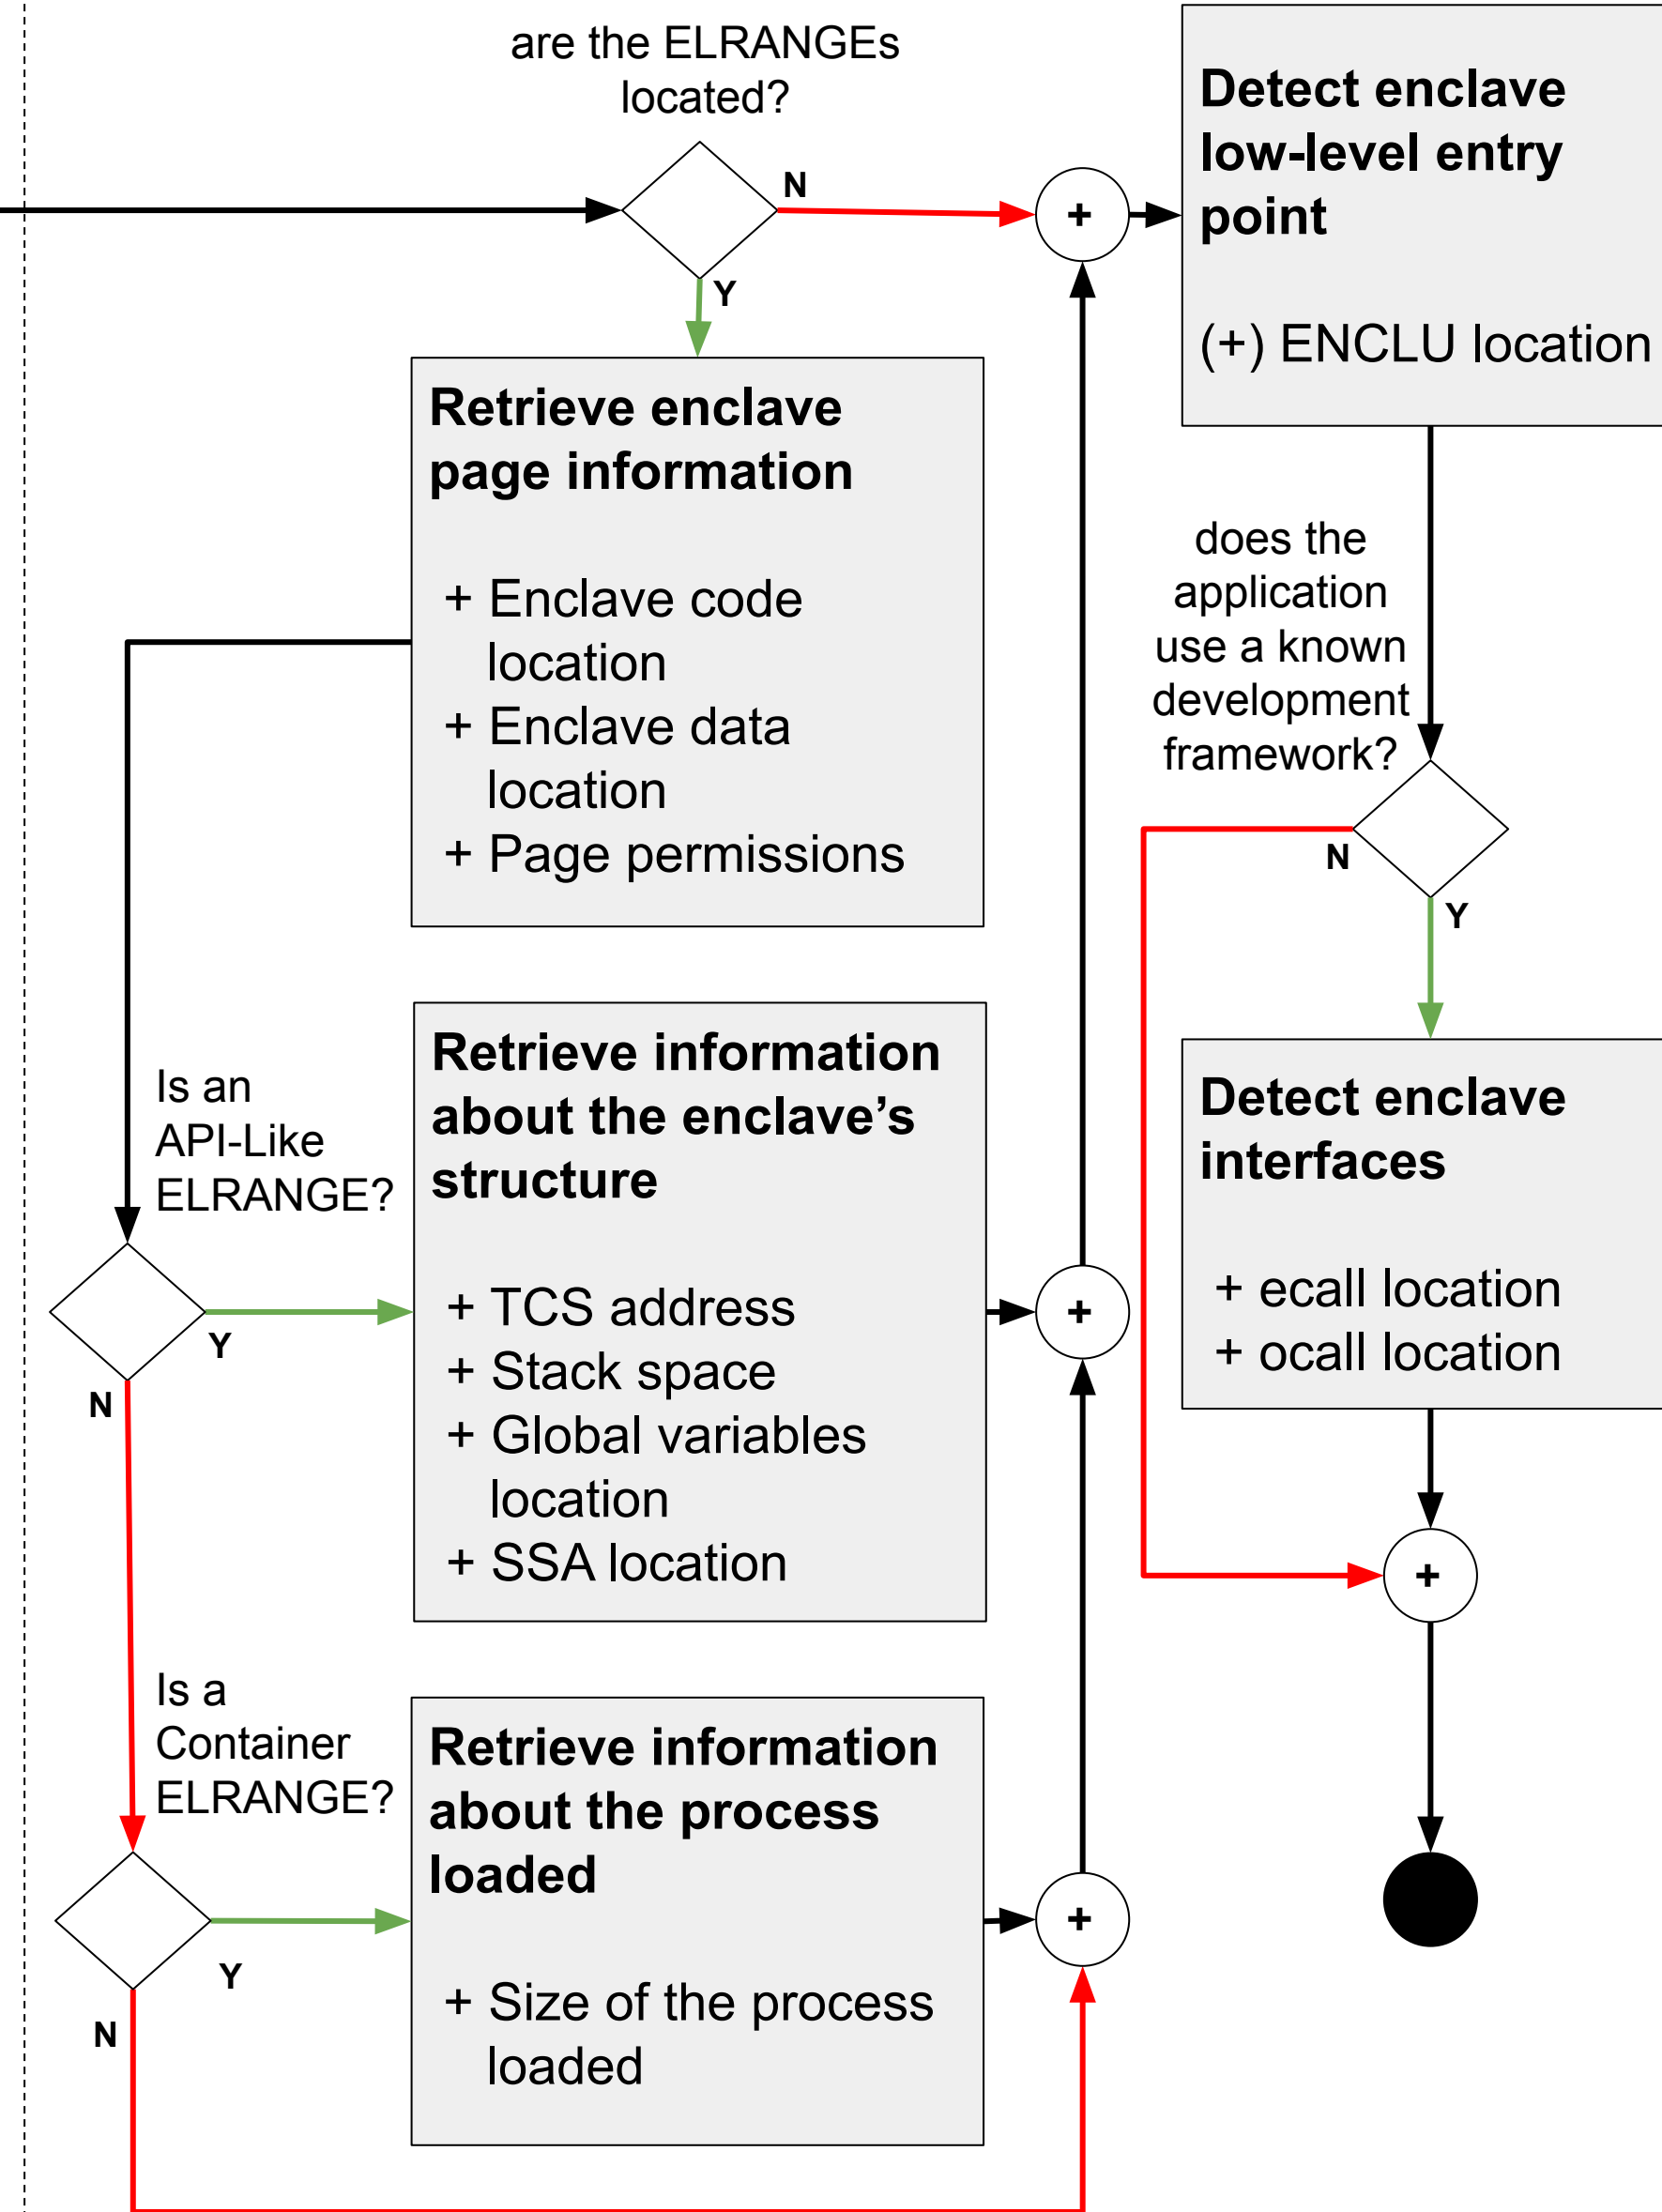 are the ELRANGEs
located?
N
Y
+
Detect enclave
low-level entry
point
(+) ENCLU location
Retrieve enclave
page information
+ Enclave code
location
+ Enclave data
location
+ Page permissions
does the
application
use a known
development
framework?
N
Y
Is an
API-Like
ELRANGE?
Y
N
Retrieve information
about the enclave’s
structure
+ TCS address
+ Stack space
+ Global variables
location
+ SSA location
+
Detect enclave
interfaces
+ ecall location
+ ocall location
+
Is a
Container
ELRANGE?
Y
N
Retrieve information
about the process
loaded
+ Size of the process
loaded
+